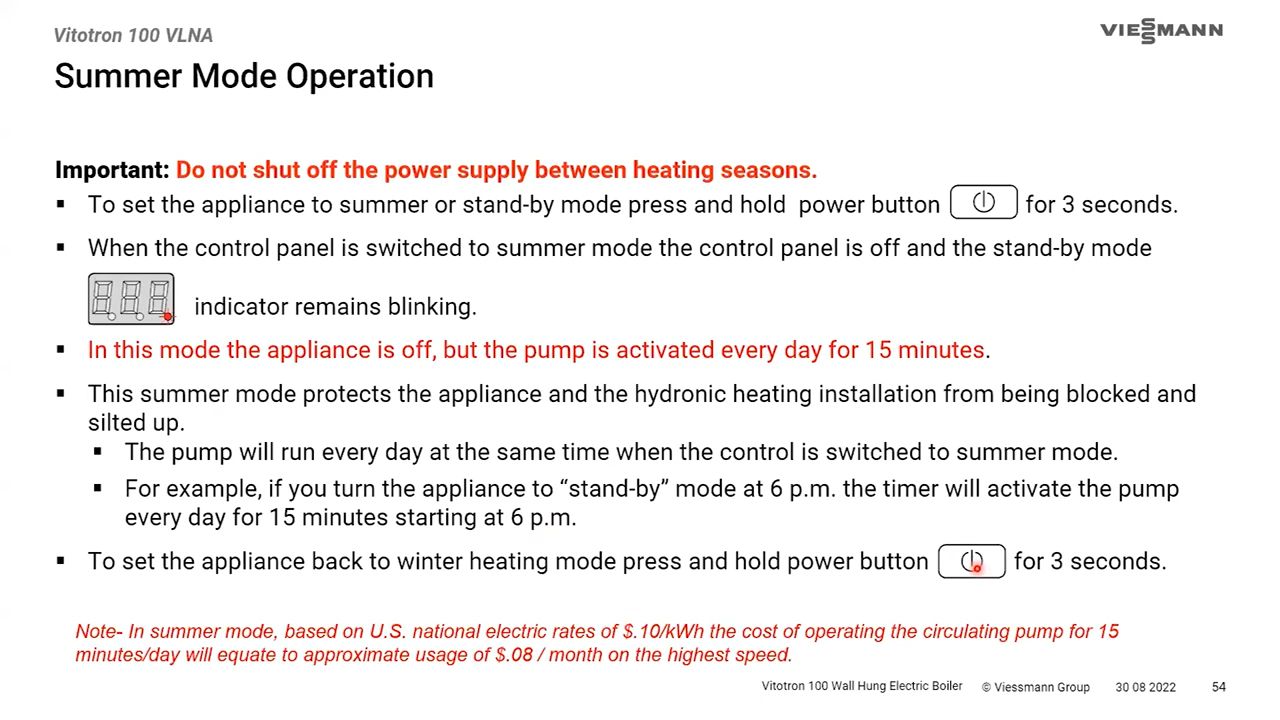 Vitotron 100 VLNA
VIESSMANN
Summer Mode Operation
Important: Do not shut off the power supply between heating seasons.
▪ To set the appliance to summer or stand-by mode press and hold power button for 3 seconds.
▪ When the control panel is switched to summer mode the control panel is off and the stand-by mode
8.8.8. indicator remains blinking.
▪ In this mode the appliance is off, but the pump is activated every day for 15 minutes.
▪ This summer mode protects the appliance and the hydronic heating installation from being blocked and
silted up.
▪ The pump will run every day at the same time when the control is switched to summer mode.
▪ For example, if you turn the appliance to “stand-by” mode at 6 p.m. the timer will activate the pump
every day for 15 minutes starting at 6 p.m.
▪ To set the appliance back to winter heating mode press and hold power button for 3 seconds.
Note- In summer mode, based on U.S. national electric rates of $.10/kWh the cost of operating the circulating pump for 15
minutes/day will equate to approximate usage of $.08 / month on the highest speed.
Vitotron 100 Wall Hung Electric Boiler © Viessmann Group 30 08 2022 54